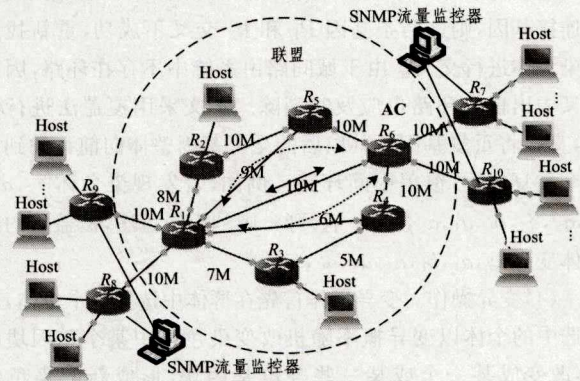 SNMP流量监控器
联盟
Host
R7
Host
R5
AC
Host
10M
10M
R6
10M
Host
R2
9M
10M
10M
R10
Host
R9
8M
10M
R4
10M
R1
6M
Host
10M
R3
7M
5M
Host
R8
Host
Host
Host
SNMP流量监控器